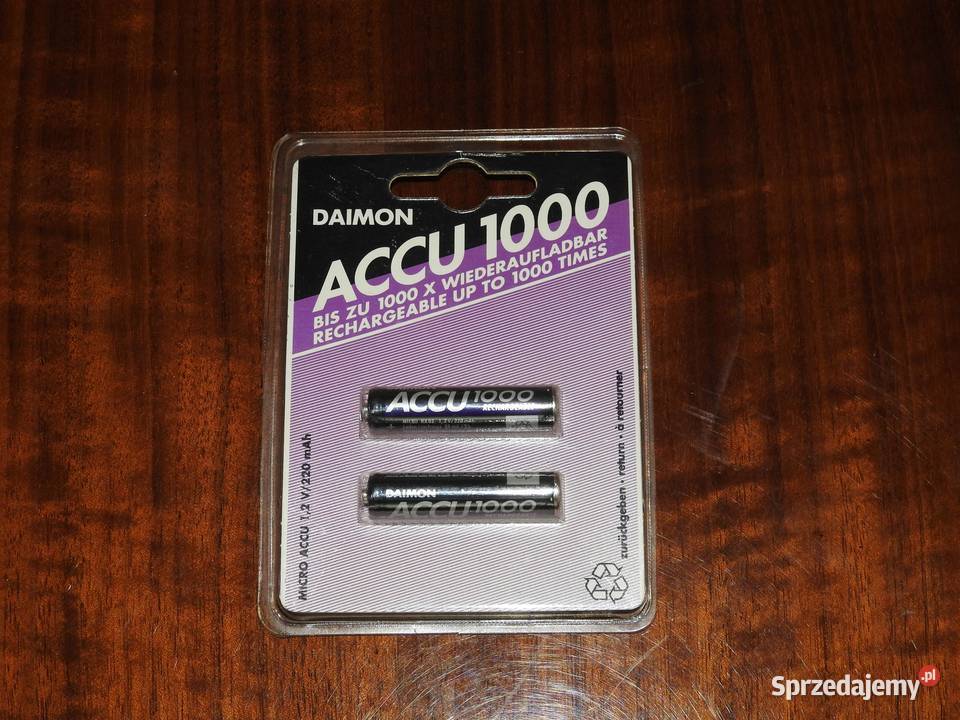 DAIMON
ACCU 1000
BIS ZU 1000 X WIEDERAUFLADBAR
RECHARGEABLE UP TO 1000 TIMES
ACCU 1000
RECHARGEABLE
DAIMON
ACCU 1000
MICRO ACCU 1,2 V/220 mAh
zurückgeben · return · à retourner
Sprzedajemy.pl